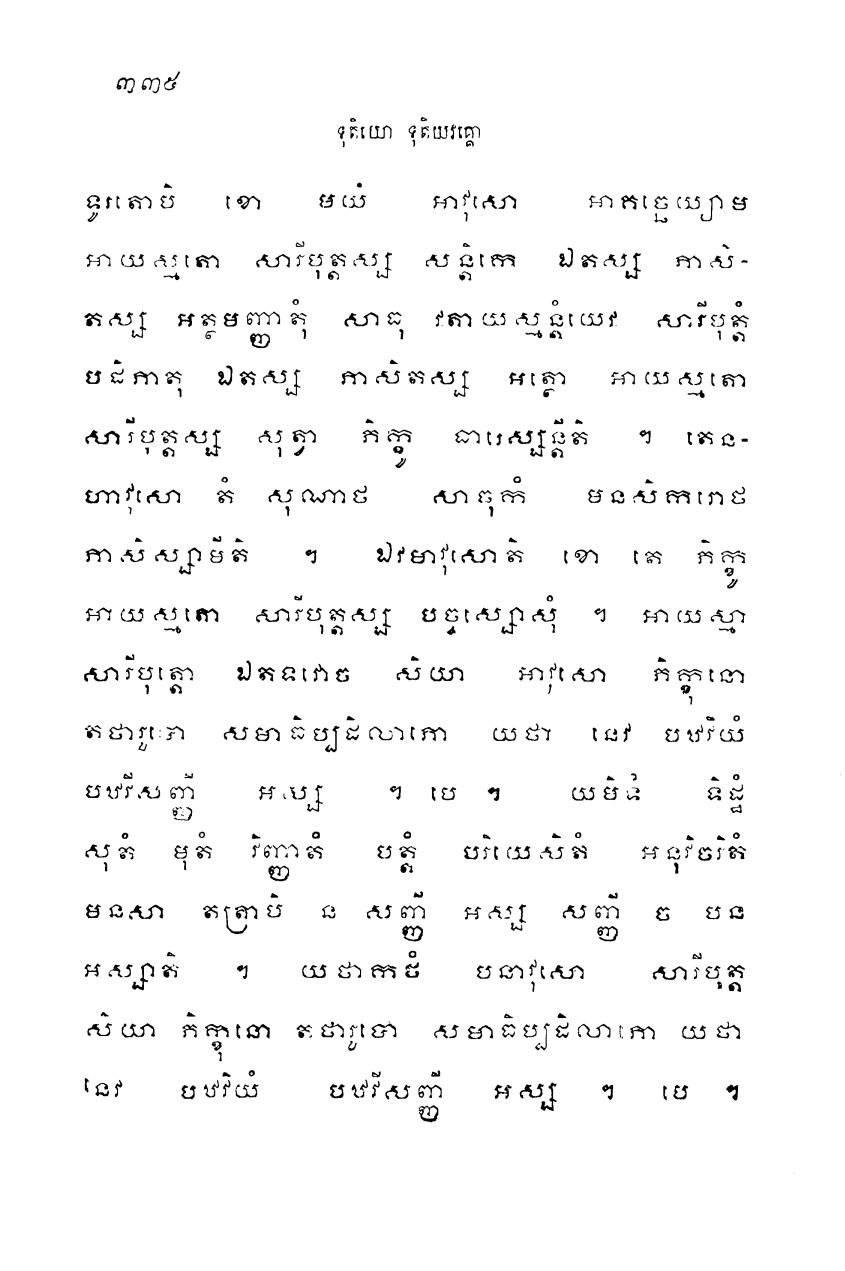 ៣៣៥
ទុតិយោ ទុតិយវគ្គោ
ទូរតោបិ ខោ មយំ អាវុសោ អាគច្ឆេយ្យាម
អាយស្មតោ សារីបុត្តស្ស សន្តិកេ ឯតស្ស ភាសិ-
តស្ស អត្ថមញ្ញាតុំ សាធុ វតាយស្មន្តំយេវ សារីបុត្តំ
បដិភាតុ ឯតស្ស ភាសិតស្ស អត្ថោ អាយស្មតោ
សារីបុត្តស្ស សុត្វា ភិក្ខូ ធារេស្សន្តីតិ ។ តេន-
ហាវុសោ តំ សុណាថ សាធុកំ មនសិករោថ
ភាសិស្សាមីតិ ។ ឯវមាវុសោតិ ខោ តេ ភិក្ខូ
អាយស្មតោ សារីបុត្តស្ស បច្ចស្សោសុំ ។ អាយស្មា
សារីបុត្តោ ឯតទវោច សិយា អាវុសោ ភិក្ខុនោ
តថារូបោ សមាធិប្បដិលាភោ យថា នេវ បឋវិយំ
បឋវីសញ្ញី អស្ស ។ បេ ។ យមិទំ ទិដ្ឋំ
សុតំ មុតំ វិញ្ញាតំ បត្តំ បរិយេសិតំ អនុវិចរិតំ
មនសា តត្រាបិ ន សញ្ញី អស្ស សញ្ញី ច បន
អស្សាតិ ។ យថាកថំ បនាវុសោ សារីបុត្ត
សិយា ភិក្ខុនោ តថារូបោ សមាធិប្បដិលាភោ យថា
នេវ បឋវិយំ បឋវីសញ្ញី អស្ស ។ បេ ។